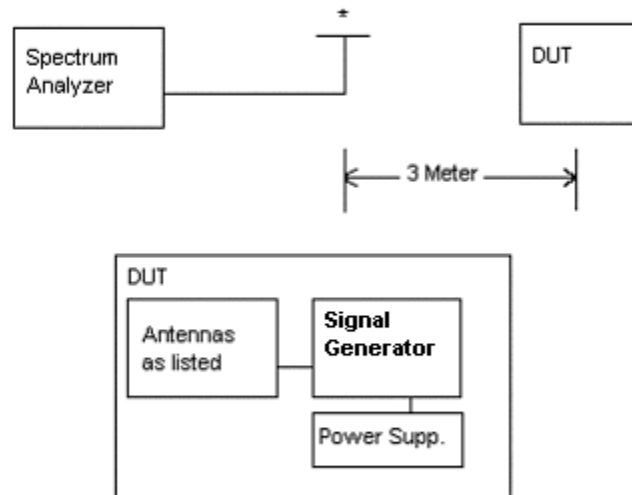 *
Spectrum
Analyzer
DUT
3 Meter
DUT
Antennas
as listed
Signal
Generator
Power Supp.